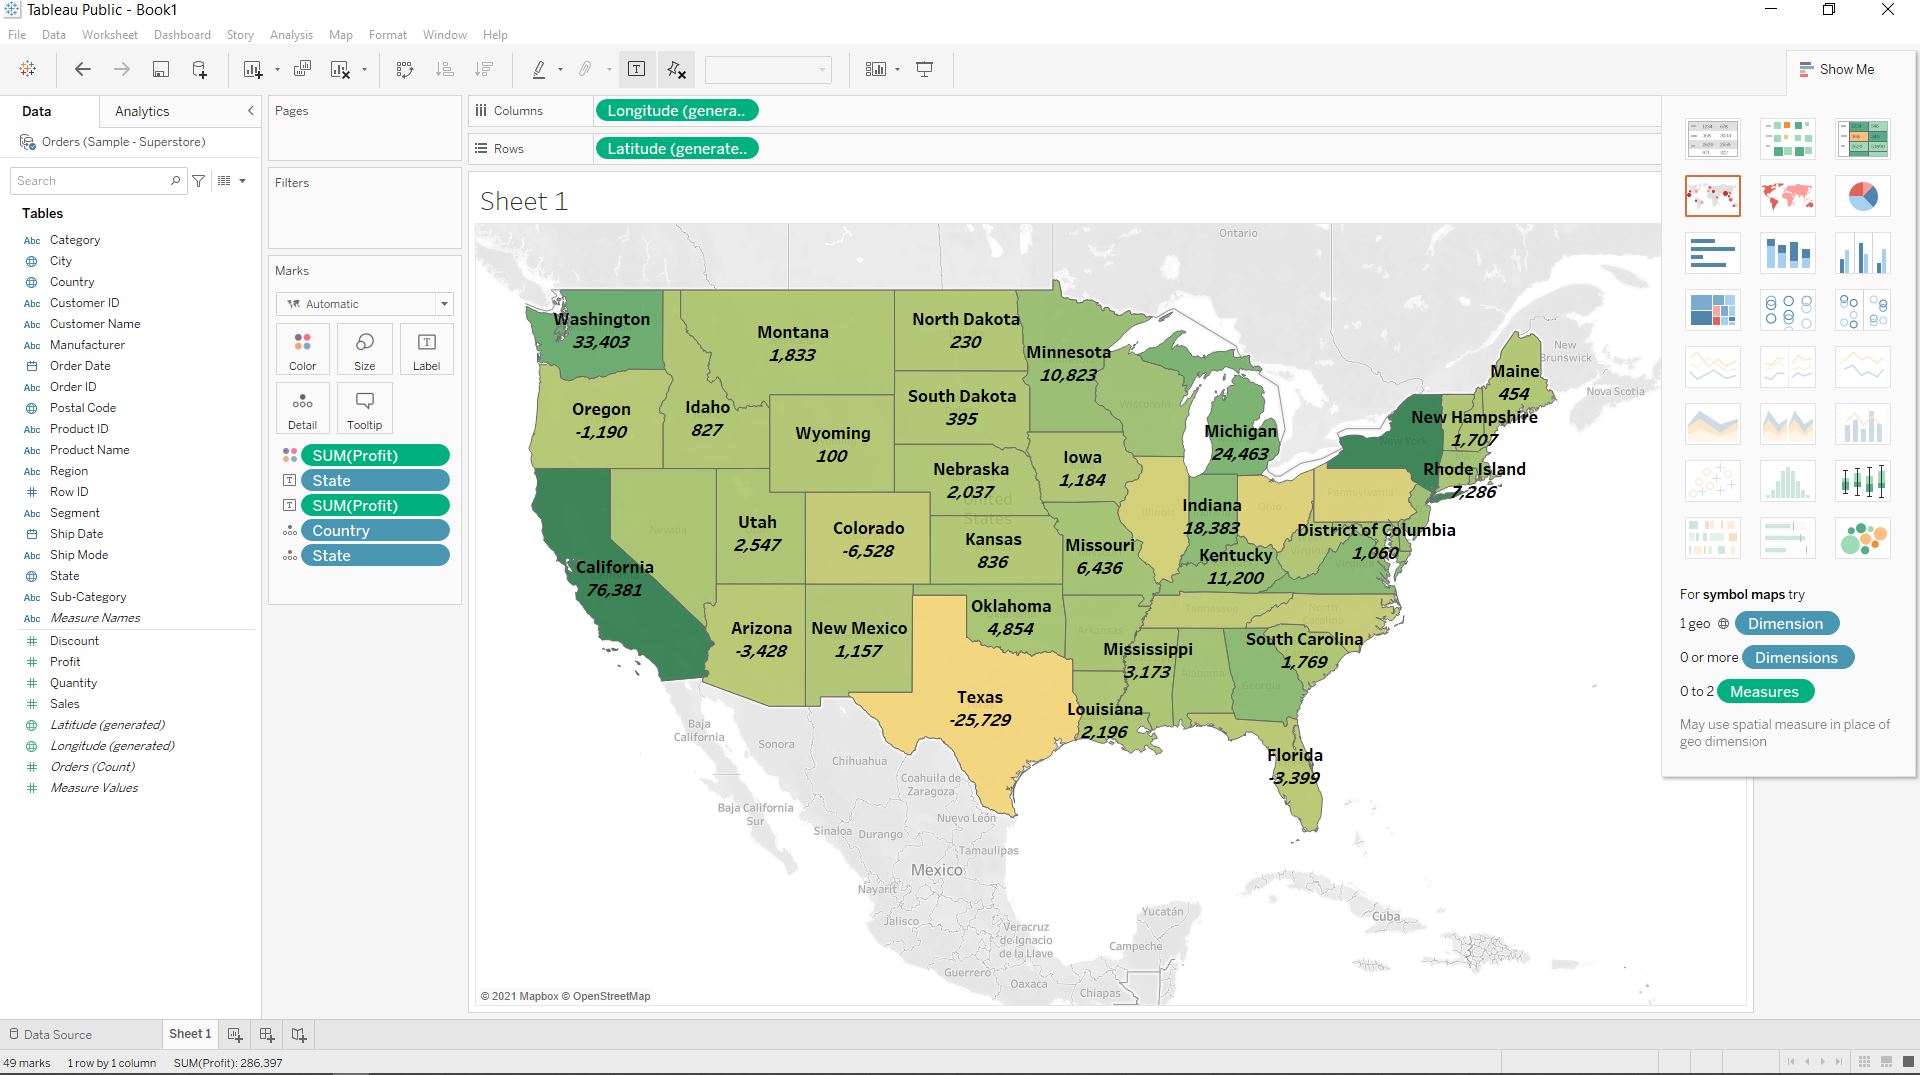 Tableau Public - Book1
File Data Worksheet Dashboard Story Analysis Map Format Window Help
Show Me
Data Analytics
Orders (Sample - Superstore)
Search
Tables
Abc Category
City
Country
Abc Customer ID
Abc Customer Name
Abc Manufacturer
Order Date
Abc Order ID
Postal Code
Abc Product ID
Abc Product Name
Abc Region
# Row ID
Abc Segment
Ship Date
Abc Ship Mode
State
Abc Sub-Category
Abc Measure Names
# Discount
# Profit
# Quantity
# Sales
Latitude (generated)
Longitude (generated)
# Orders (Count)
# Measure Values
Pages
Filters
Marks
Automatic
Color Size Label
Detail Tooltip
SUM(Profit)
State
SUM(Profit)
Country
State
Columns Longitude (genera..
Rows Latitude (generate..
Sheet 1
Ontario
Washington
33,403
Montana
1,833
North Dakota
230
Minnesota
10,823
Maine
454
New
Brunswick
Nova Scotia
Oregon
-1,190
Idaho
827
Wyoming
100
South Dakota
395
Wisconsin
Michigan
24,463
New York
New Hampshire
1,707
Rhode Island
7,286
Nebraska
2,037
Iowa
1,184
United
States
Illinois
Indiana
18,383
Ohio
Pennsylvania
District of Columbia
1,060
Nevada
Utah
2,547
Colorado
-6,528
Kansas
836
Missouri
6,436
Kentucky
11,200
Virginia
California
76,381
Arizona
-3,428
New Mexico
1,157
Oklahoma
4,854
Arkansas
Tennessee
North
Carolina
South Carolina
1,769
Mississippi
3,173
Alabama
Georgia
Texas
-25,729
Louisiana
2,196
Florida
-3,399
Baja
California
Sonora
Chihuahua
Coahuila de
Zaragoza
Baja California
Sur
Sinaloa
Durango
Nuevo León
Tamaulipas
Mexico
Nayarit
Jalisco
Veracruz
de Ignacio
de la Llave
Yucatán
Campeche
Guerrero
Oaxaca
Chiapas
Cuba
© 2021 Mapbox © OpenStreetMap
For symbol maps try
1 geo Dimension
0 or more Dimensions
0 to 2 Measures
May use spatial measure in place of
geo dimension
Data Source Sheet 1
49 marks 1 row by 1 column SUM(Profit): 286,397